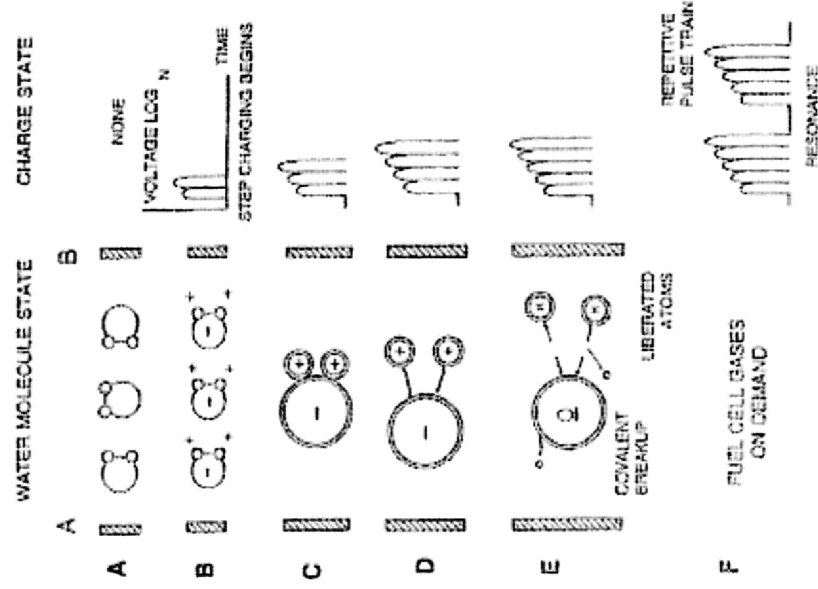 WATER MOLECULE STATE
CHARGE STATE
A
B
A
NONE
B
VOLTAGE LOG N
TIME
STEP CHARGING BEGINS
C
D
E
COVALENT
BREAKUP
LIBERATED
ATOMS
F
FUEL CELL GASES
ON DEMAND
REPETITIVE
PULSE TRAIN
RESONANCE